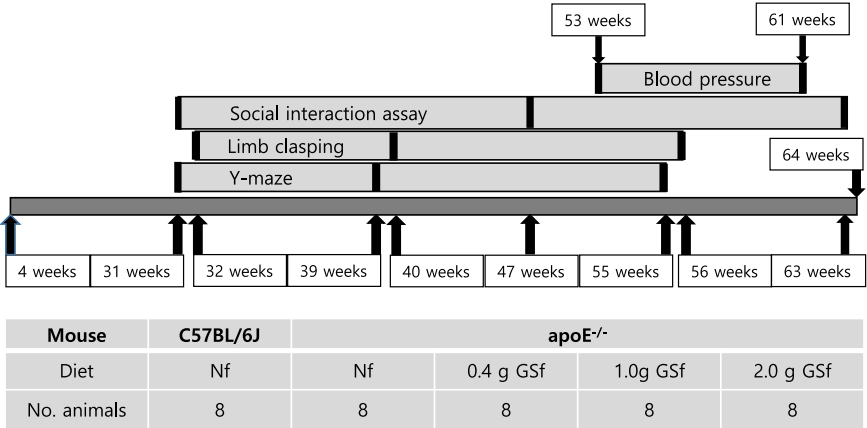 53 weeks 61 weeks
Blood pressure
Social interaction assay
Limb clasping
64 weeks
Y-maze
4 weeks 31 weeks 32 weeks 39 weeks 40 weeks 47 weeks 55 weeks 56 weeks 63 weeks
Mouse C57BL/6J apoE-/-
Diet Nf Nf 0.4 g GSf 1.0g GSf 2.0 g GSf
No. animals 8 8 8 8 8